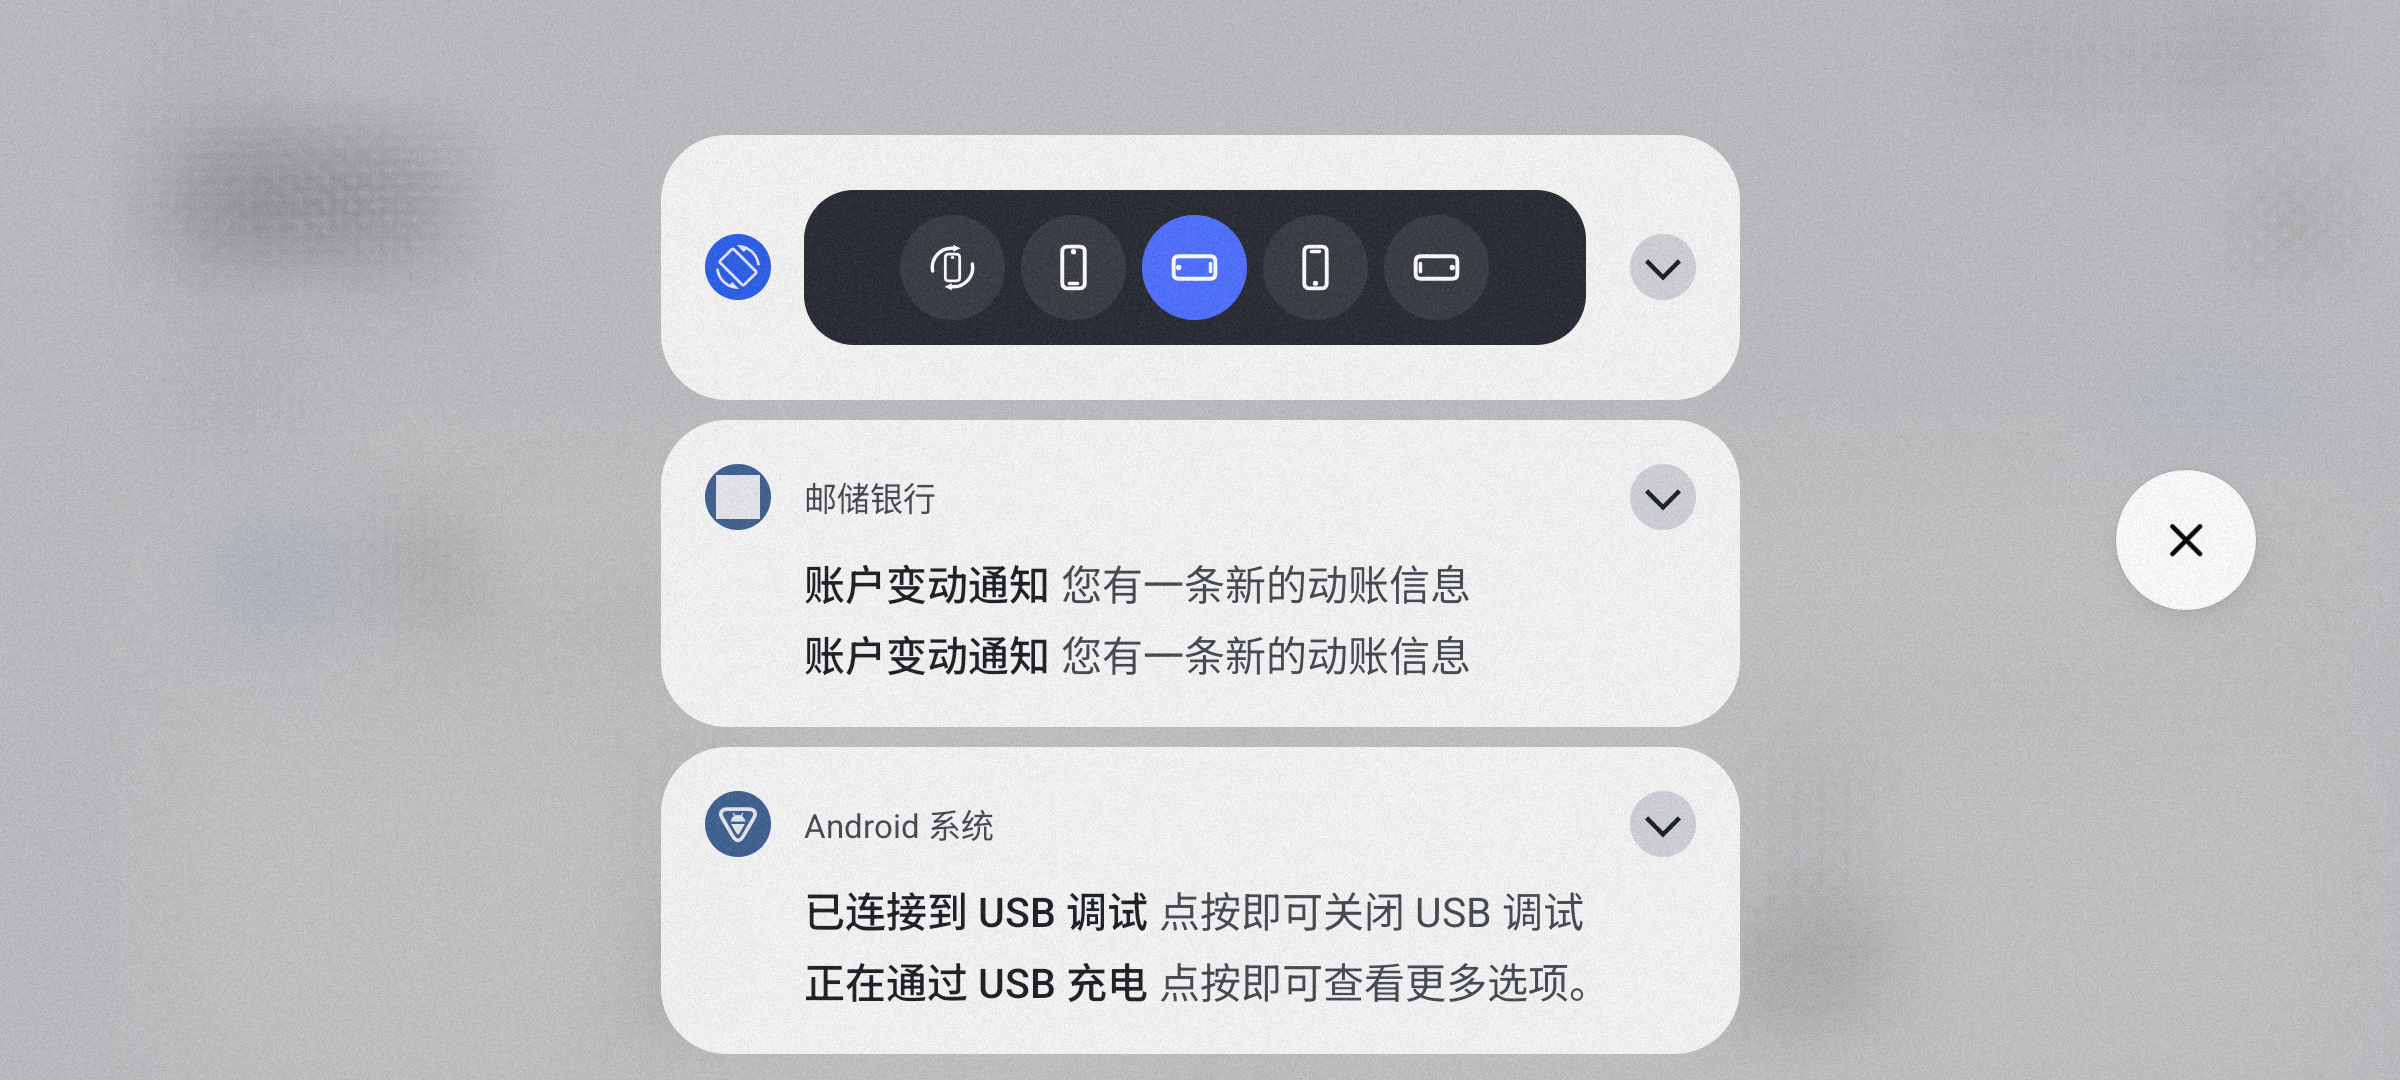 邮储银行
账户变动通知 您有一条新的动账信息
账户变动通知 您有一条新的动账信息
Android 系统
已连接到 USB 调试 点按即可关闭 USB 调试
正在通过 USB 充电 点按即可查看更多选项。